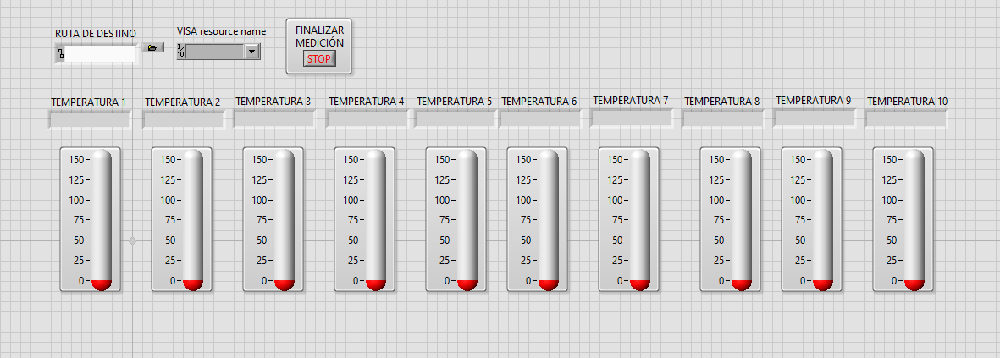 RUTA DE DESTINO
VISA resource name
FINALIZAR
MEDICIÓN
STOP
TEMPERATURA 1 TEMPERATURA 2 TEMPERATURA 3 TEMPERATURA 4 TEMPERATURA 5 TEMPERATURA 6 TEMPERATURA 7 TEMPERATURA 8 TEMPERATURA 9 TEMPERATURA 10
150 150 150 150 150 150 150 150 150 150
125 125 125 125 125 125 125 125 125 125
100 100 100 100 100 100 100 100 100 100
75 75 75 75 75 75 75 75 75 75
50 50 50 50 50 50 50 50 50 50
25 25 25 25 25 25 25 25 25 25
0 0 0 0 0 0 0 0 0 0